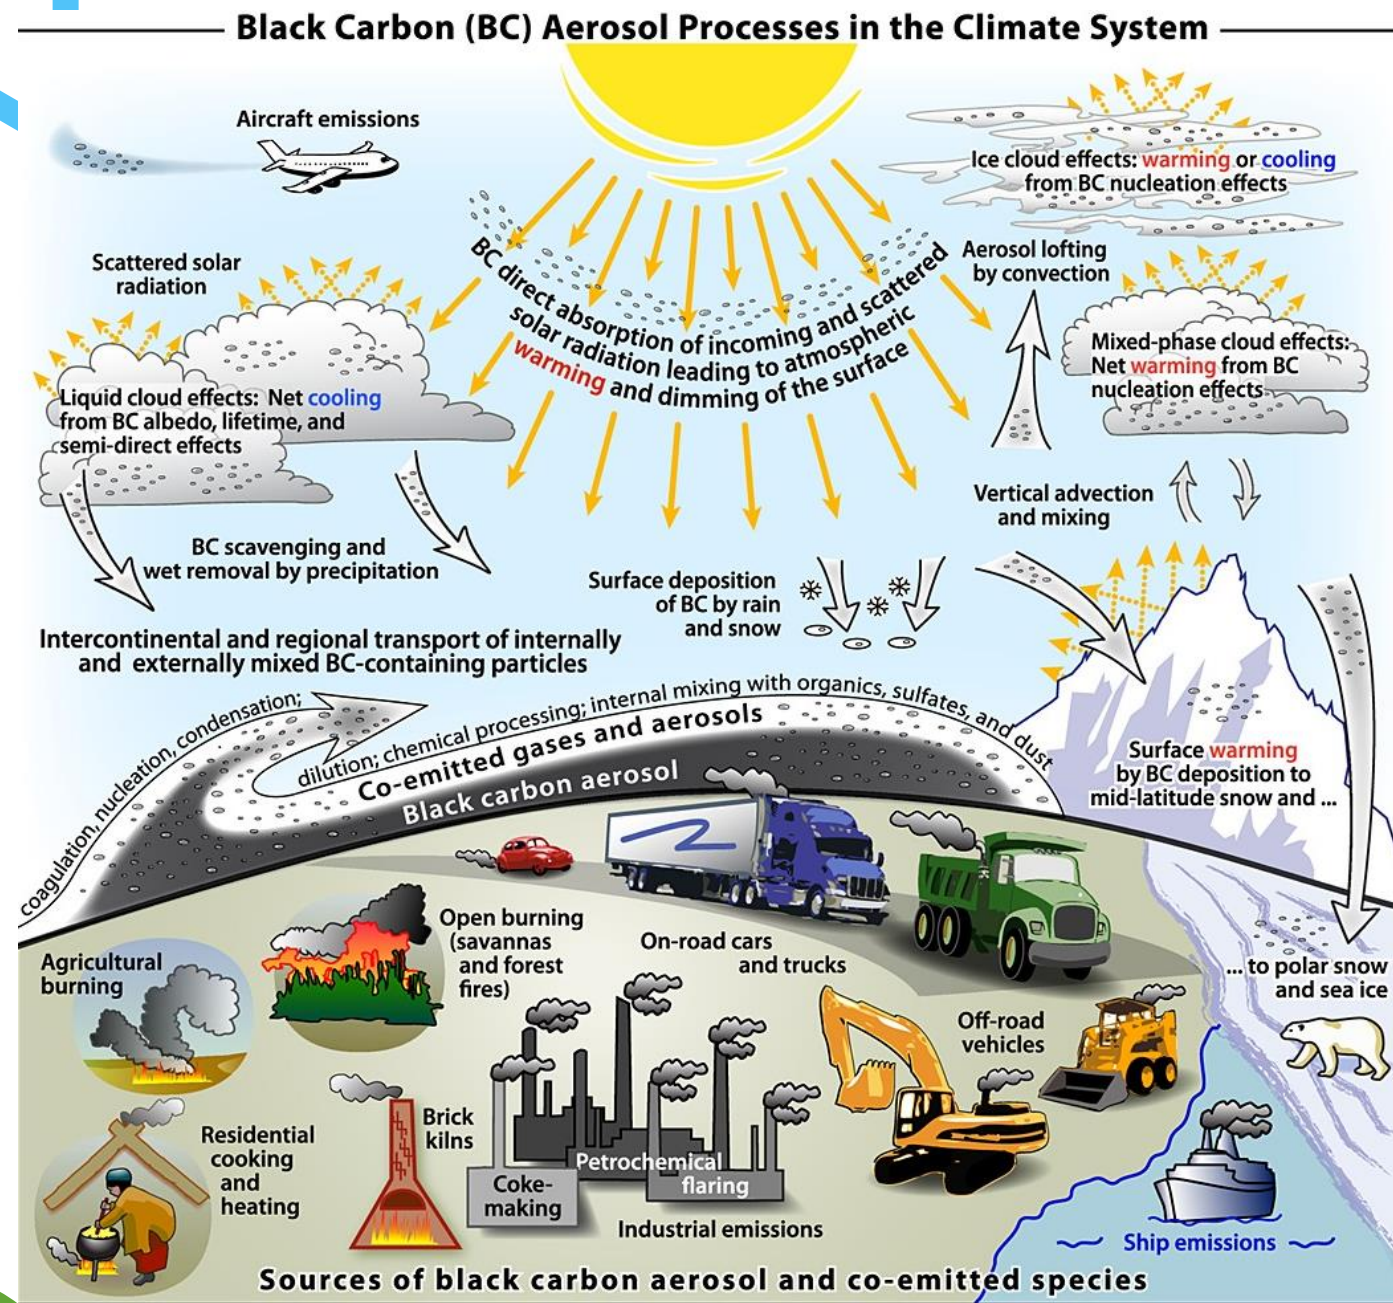 Black Carbon (BC) Aerosol Processes in the Climate System
Aircraft emissions
Ice cloud effects: warming or cooling
from BC nucleation effects
Scattered solar
radiation
BC direct absorption of incoming and scattered
solar radiation leading to atmospheric
warming and dimming of the surface
Aerosol lofting
by convection
Mixed-phase cloud effects:
Net warming from BC
nucleation effects
Liquid cloud effects: Net cooling
from BC albedo, lifetime, and
semi-direct effects
Vertical advection
and mixing
BC scavenging and
wet removal by precipitation
Surface deposition
of BC by rain
and snow
Intercontinental and regional transport of internally
and externally mixed BC-containing particles
coagulation, nucleation, condensation;
dilution; chemical processing; internal mixing with organics, sulfates, and dust
Co-emitted gases and aerosols
Black carbon aerosol
Surface warming
by BC deposition to
mid-latitude snow and ...
... to polar snow
and sea ice
Agricultural
burning
Open burning
(savannas
and forest
fires)
On-road cars
and trucks
Off-road
vehicles
Residential
cooking
and
heating
Brick
kilns
Coke-
making
Petrochemical
flaring
Industrial emissions
Ship emissions
Sources of black carbon aerosol and co-emitted species